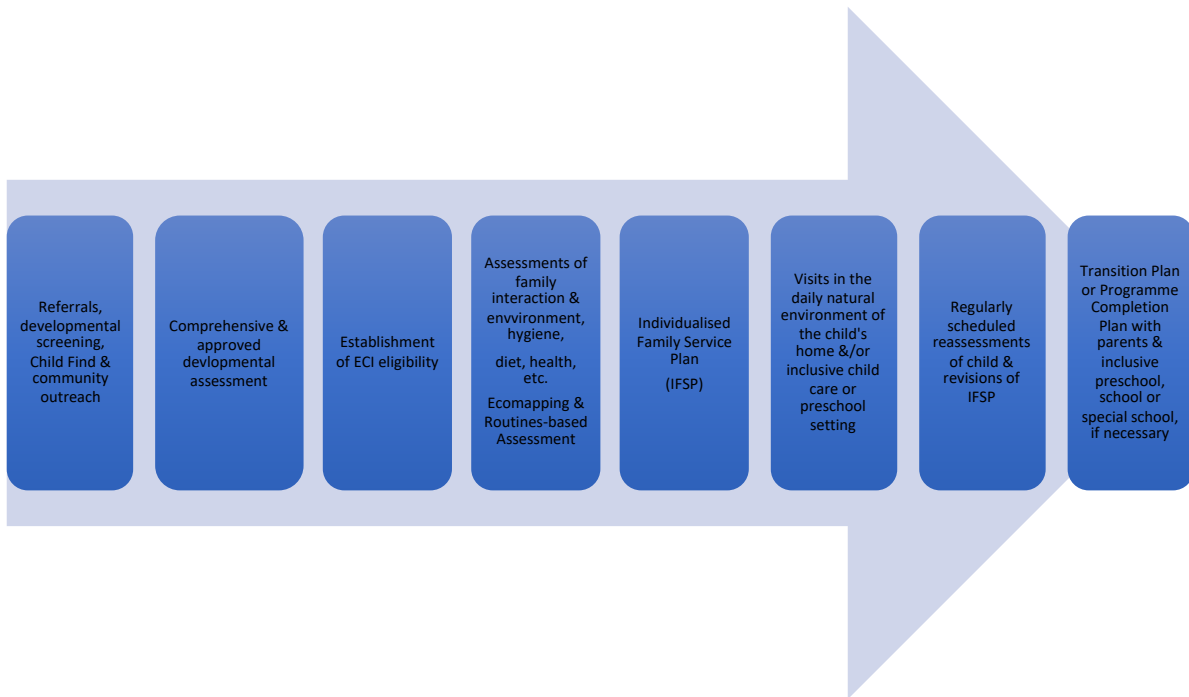 Referrals,
developmental
screening,
Child Find &
community
outreach
Comprehensive &
approved
devlopmental
assessment
Establishment
of ECI eligibility
Assessments of
family
interaction &
envvironment,
hygiene,
diet, health,
etc.
Ecomapping &
Routines-based
Assessment
Individualised
Family Service
Plan
(IFSP)
Visits in the
daily natural
environment of
the child's
home &/or
inclusive child
care or
preschool
setting
Regularly
scheduled
reassessments
of child &
revisions of
IFSP
Transition Plan
or Programme
Completion
Plan with
parents &
inclusive
preschool,
school or
special school,
if necessary